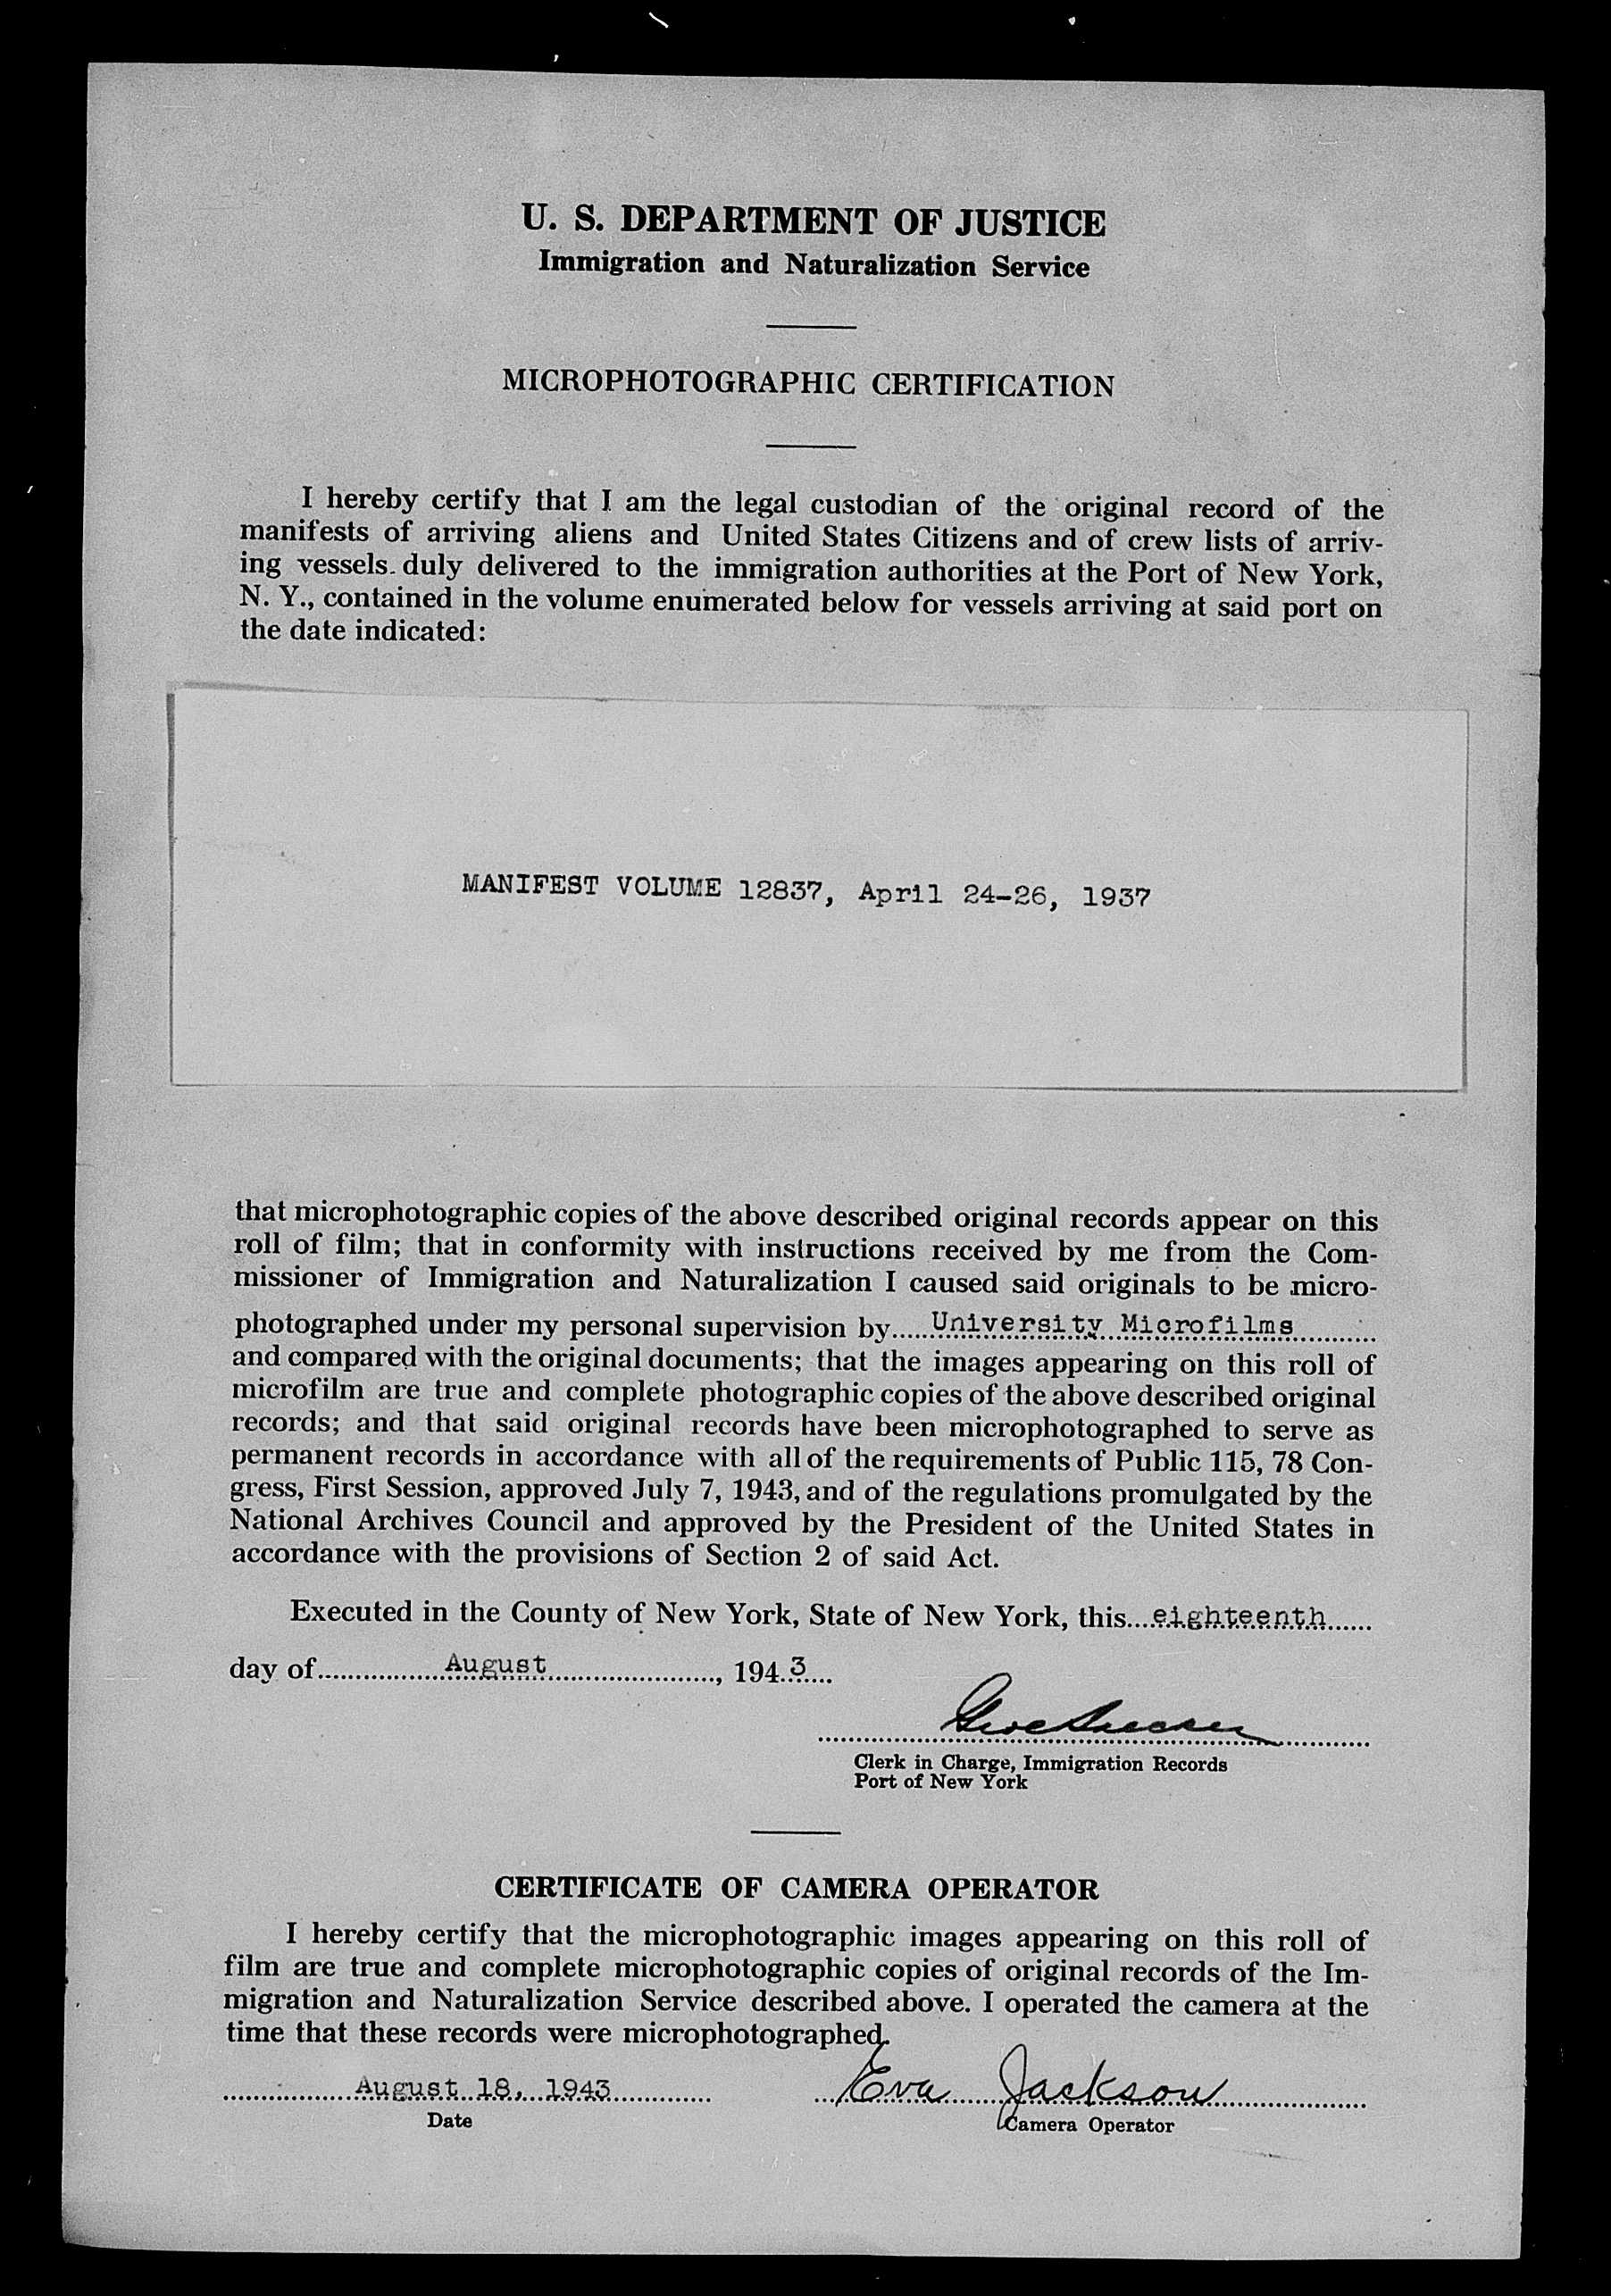 U. S. DEPARTMENT OF JUSTICE
Immigration and Naturalization Service
MICROPHOTOGRAPHIC CERTIFICATION
I hereby certify that I am the legal custodian of the original record of the
manifests of arriving aliens and United States Citizens and of crew lists of arriv-
ing vessels duly delivered to the immigration authorities at the Port of New York,
N. Y., contained in the volume enumerated below for vessels arriving at said port on
the date indicated:
MANIFEST VOLUME 12837, April 24-26, 1937
that microphotographic copies of the above described original records appear on this
roll of film; that in conformity with instructions received by me from the Com-
missioner of Immigration and Naturalization I caused said originals to be micro-
photographed under my personal supervision by University Microfilms
and compared with the original documents; that the images appearing on this roll of
microfilm are true and complete photographic copies of the above described original
records; and that said original records have been microphotographed to serve as
permanent records in accordance with all of the requirements of Public 115, 78 Con-
gress, First Session, approved July 7, 1943, and of the regulations promulgated by the
National Archives Council and approved by the President of the United States in
accordance with the provisions of Section 2 of said Act.
Executed in the County of New York, State of New York, this eighteenth
day of August, 1943
Clerk in Charge, Immigration Records
Port of New York
CERTIFICATE OF CAMERA OPERATOR
I hereby certify that the microphotographic images appearing on this roll of
film are true and complete microphotographic copies of original records of the Im-
migration and Naturalization Service described above. I operated the camera at the
time that these records were microphotographed.
August 18, 1943 Eva Jackson
Date Camera Operator